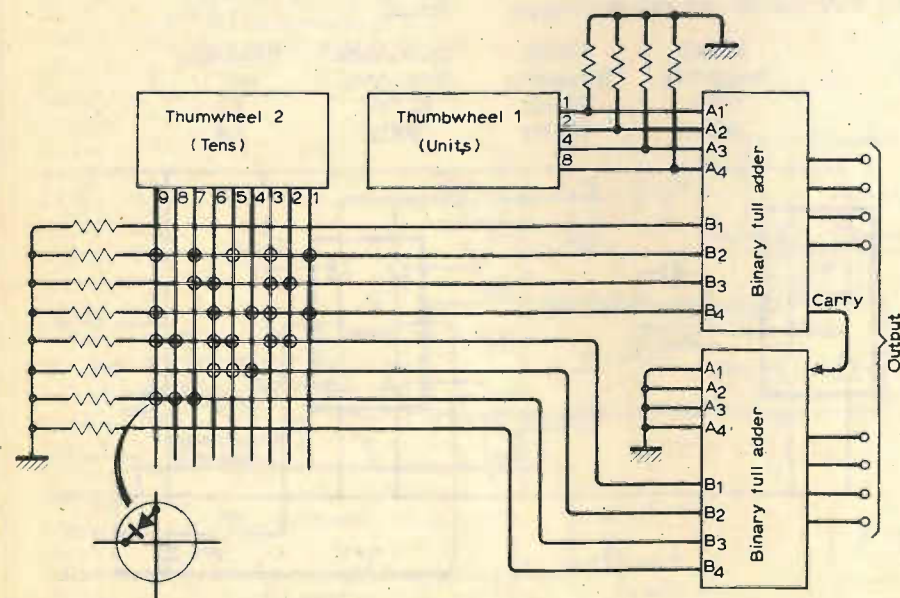 Thumwheel 2
(Tens)
9 8 7 6 5 4 3 2 1
Thumbwheel 1
(Units)
1
2
4
8
A1
A2
A3
A4
B1
B2
B3
B4
Binary full adder
Carry
Output
A1
A2
A3
A4
B1
B2
B3
B4
Binary full adder